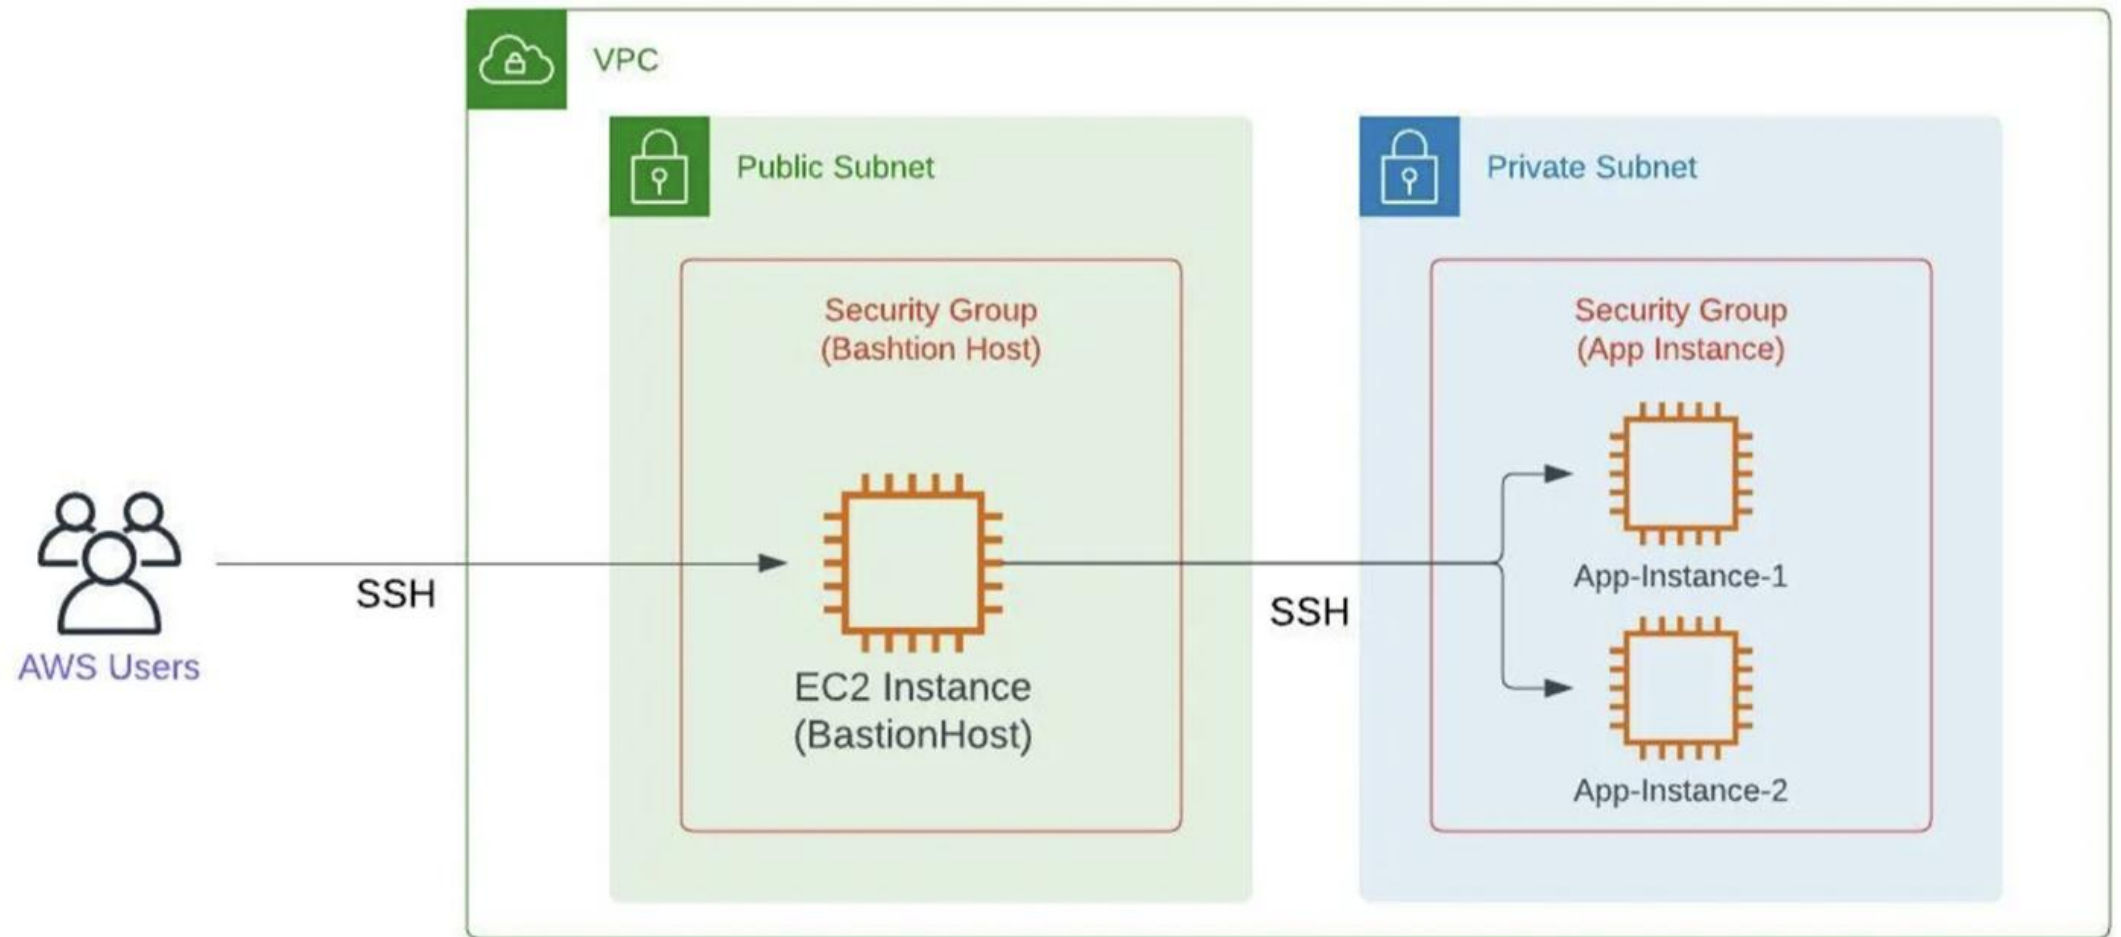 VPC
Public Subnet
Private Subnet
Security Group
(Bashtion Host)
Security Group
(App Instance)
SSH
AWS Users
EC2 Instance
(BastionHost)
SSH
App-Instance-1
App-Instance-2